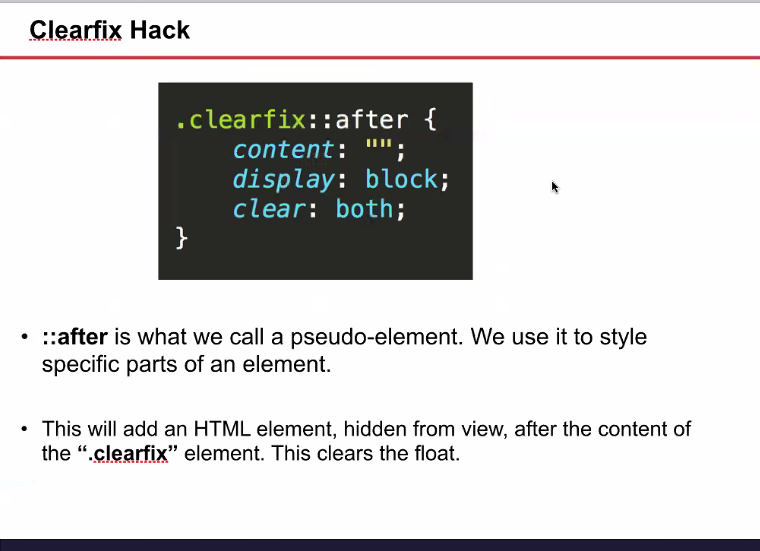 Clearfix Hack
.clearfix::after {
    content: "";
    display: block;
    clear: both;
}
• ::after is what we call a pseudo-element. We use it to style
specific parts of an element.
• This will add an HTML element, hidden from view, after the content of
the “.clearfix” element. This clears the float.